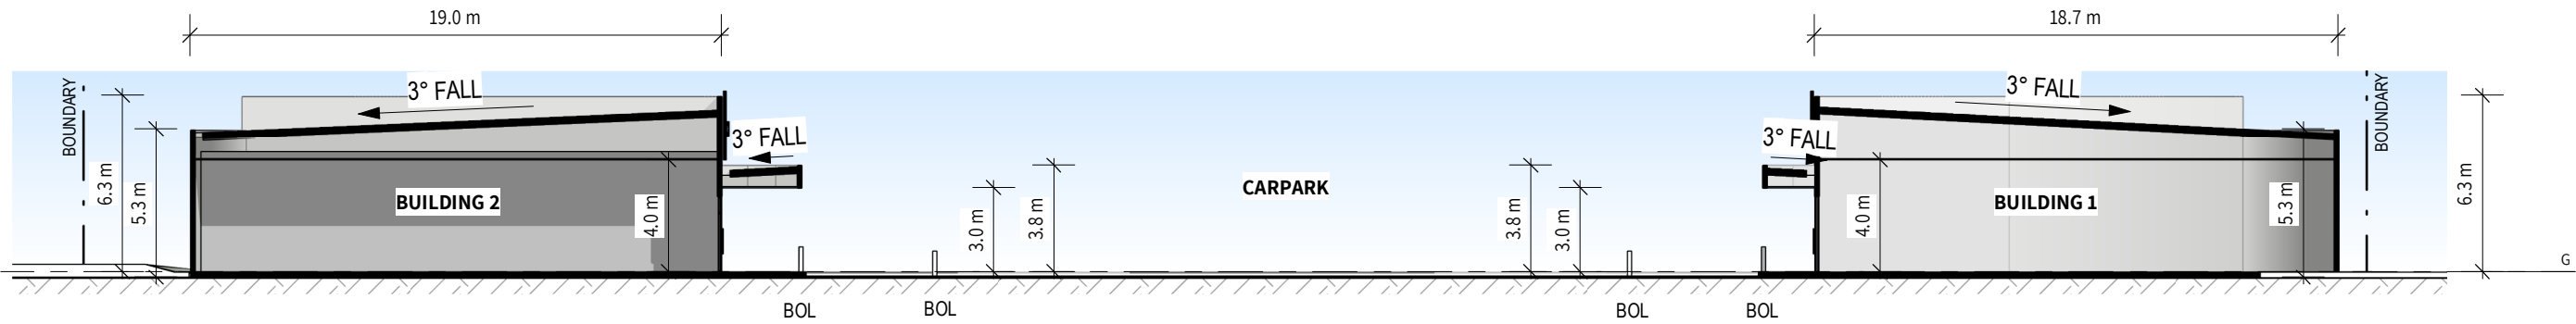 19.0 m
18.7 m
BOUNDARY
6.3 m
5.3 m
3° FALL
BUILDING 2
4.0 m
3° FALL
3.0 m
3.8 m
CARPARK
3.8 m
3.0 m
3° FALL
4.0 m
3° FALL
BUILDING 1
5.3 m
BOUNDARY
6.3 m
G
BOL
BOL
BOL
BOL